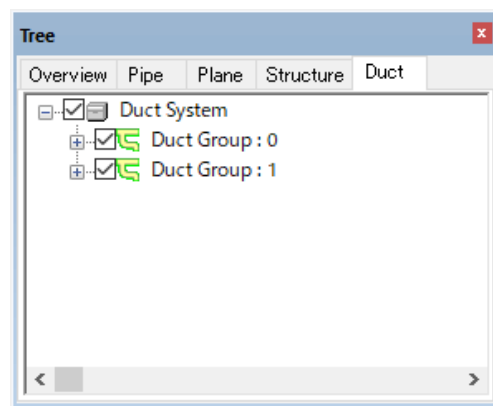 Tree
Overview Pipe Plane Structure Duct
Duct System
Duct Group : 0
Duct Group : 1